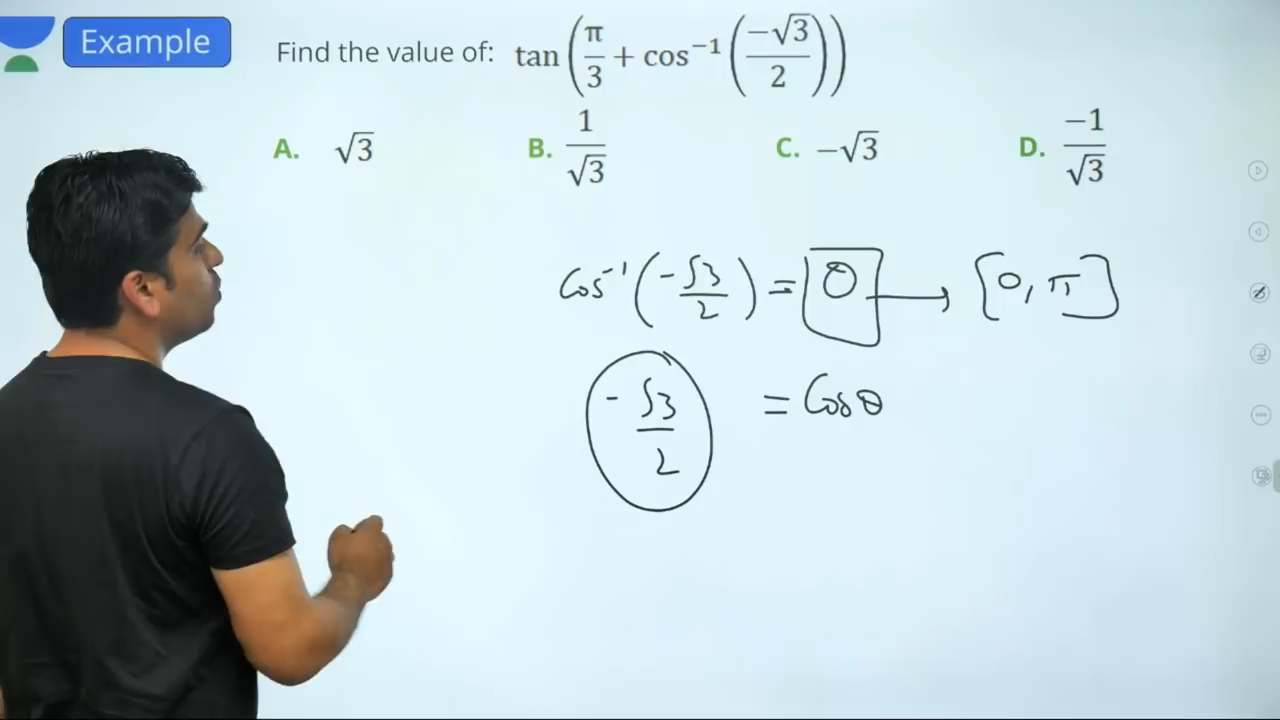 Example
Find the value of: tan(π/3 + cos⁻¹(−√3/2))
A. √3 B. 1/√3 C. −√3 D. −1/√3
cos⁻¹(−√3/2) = θ → [0, π]
−√3/2 = Cosθ